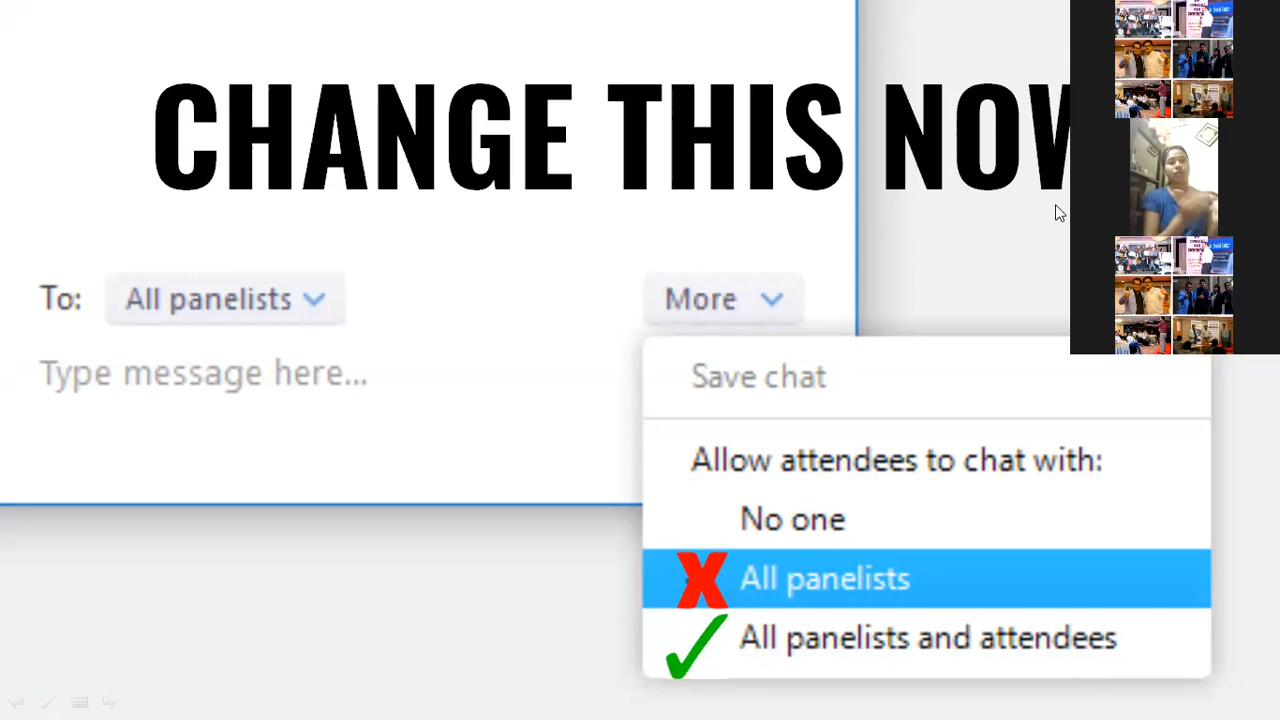 CHANGE THIS NOW
To: All panelists More
Type message here...
Save chat
Allow attendees to chat with:
No one
X All panelists
All panelists and attendees